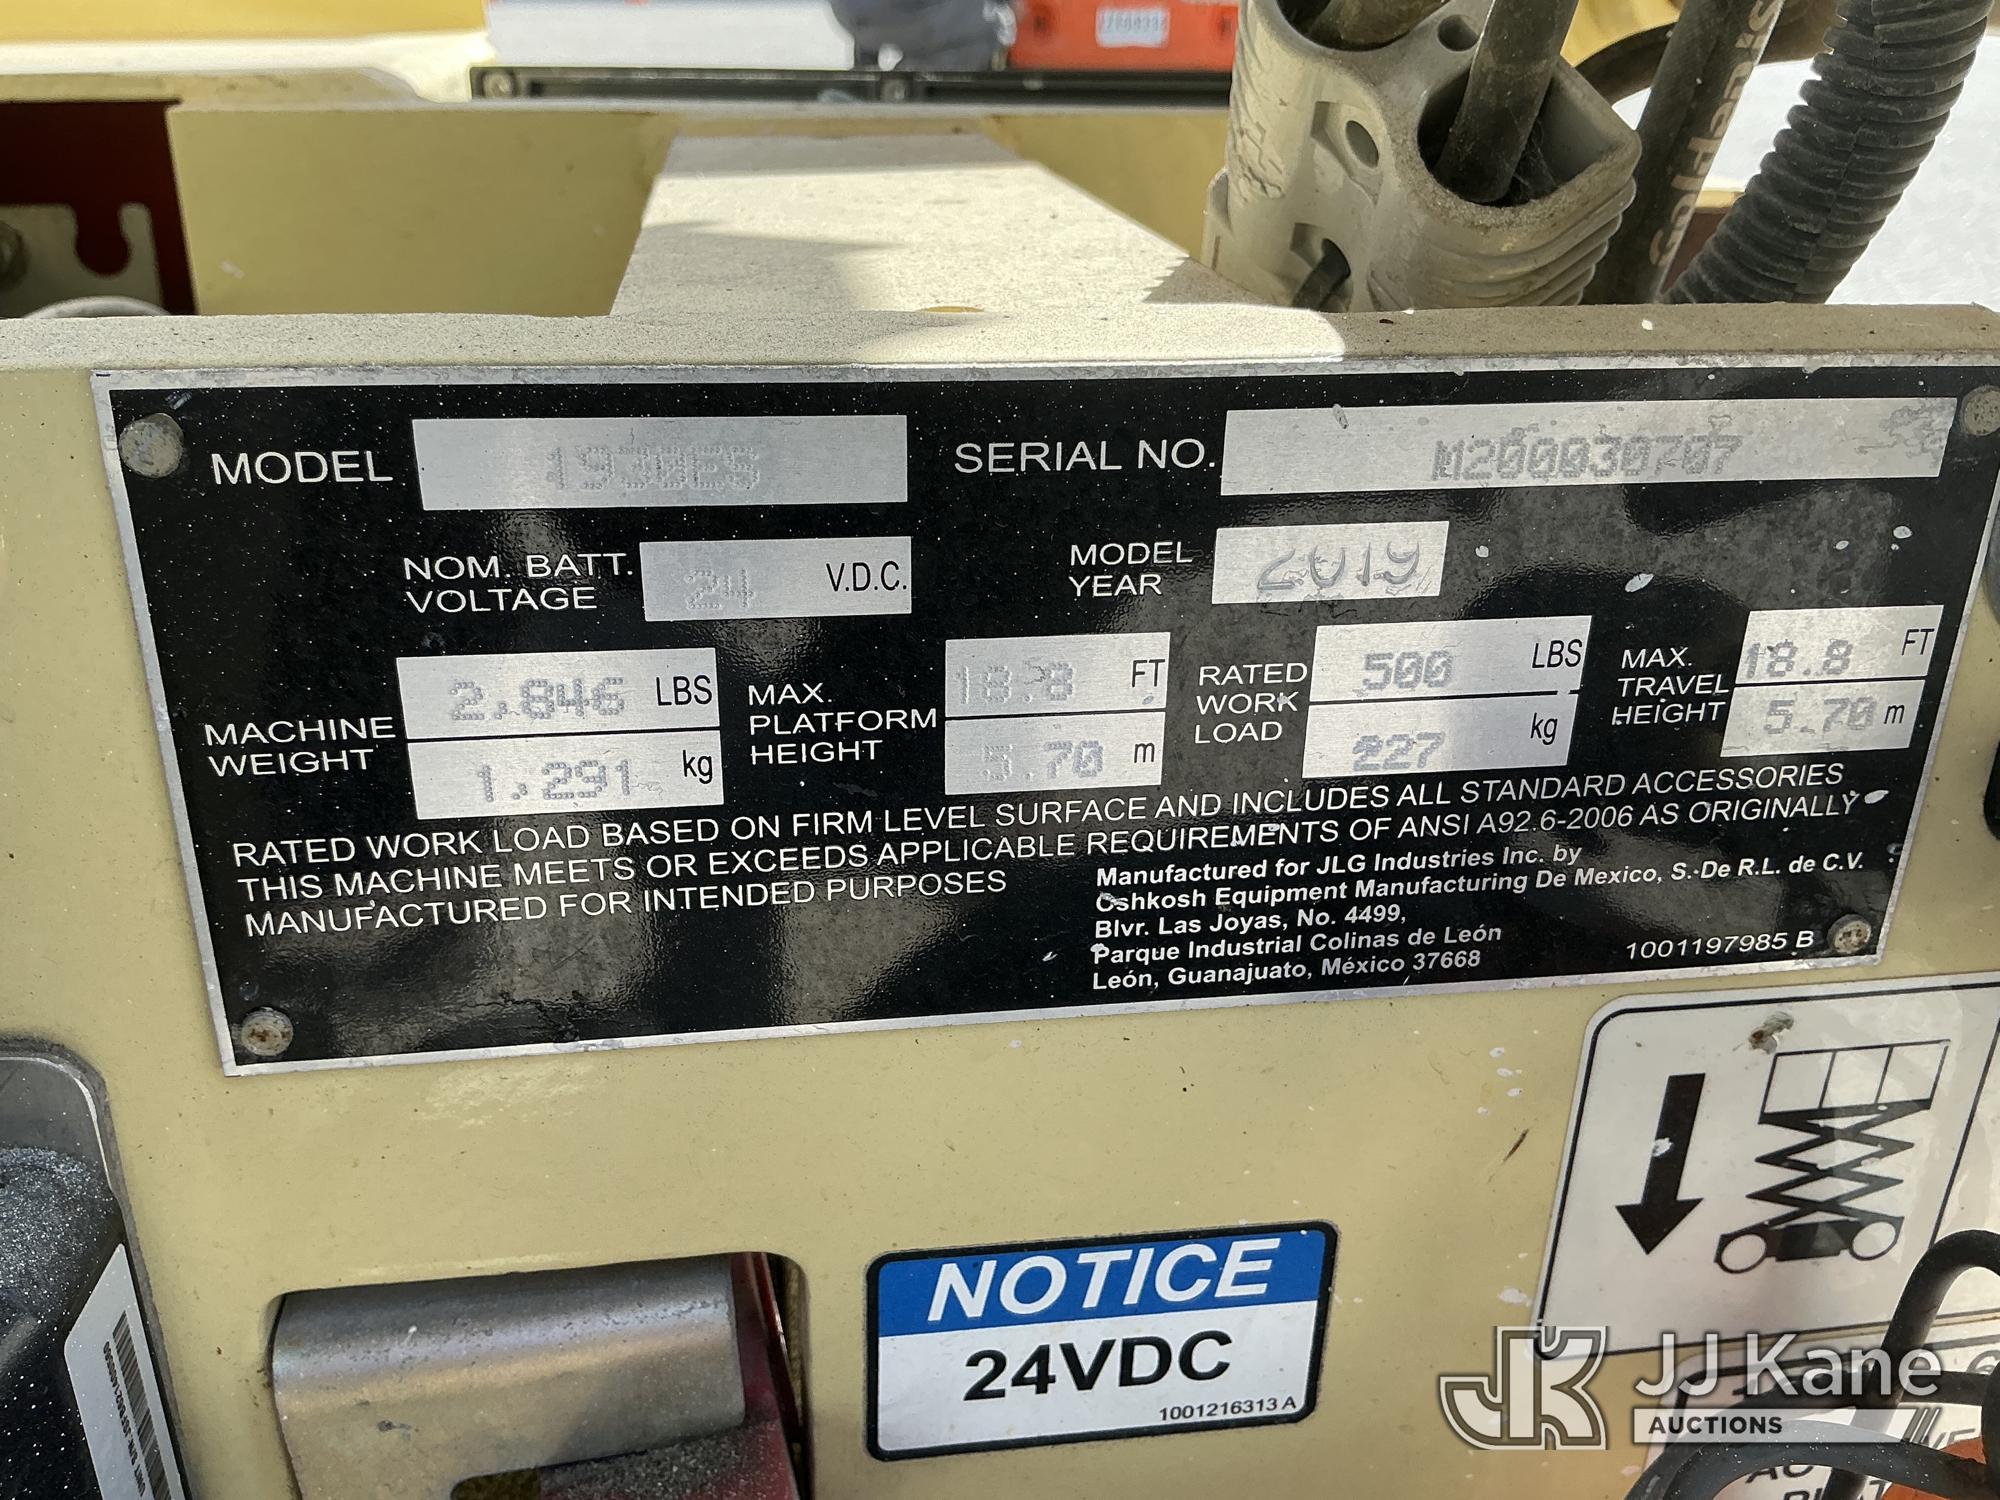 MODEL 1930ES SERIAL NO. M200030707
NOM. BATT. VOLTAGE 24 V.D.C. MODEL YEAR 2019
MACHINE WEIGHT 2,846 LBS 1,291 kg
MAX. PLATFORM HEIGHT 18.8 FT 5.70 m
RATED WORK LOAD 500 LBS 227 kg
MAX. TRAVEL HEIGHT 18.8 FT 5.70 m
RATED WORK LOAD BASED ON FIRM LEVEL SURFACE AND INCLUDES ALL STANDARD ACCESSORIES
THIS MACHINE MEETS OR EXCEEDS APPLICABLE REQUIREMENTS OF ANSI A92.6-2006 AS ORIGINALLY
MANUFACTURED FOR INTENDED PURPOSES
Manufactured for JLG Industries Inc. by
Oshkosh Equipment Manufacturing De Mexico, S. De R.L. de C.V.
Blvr. Las Joyas, No. 4499,
Parque Industrial Colinas de León
León, Guanajuato, México 37668
1001197985 B
NOTICE
24VDC
1001216313 A
JJ Kane
AUCTIONS